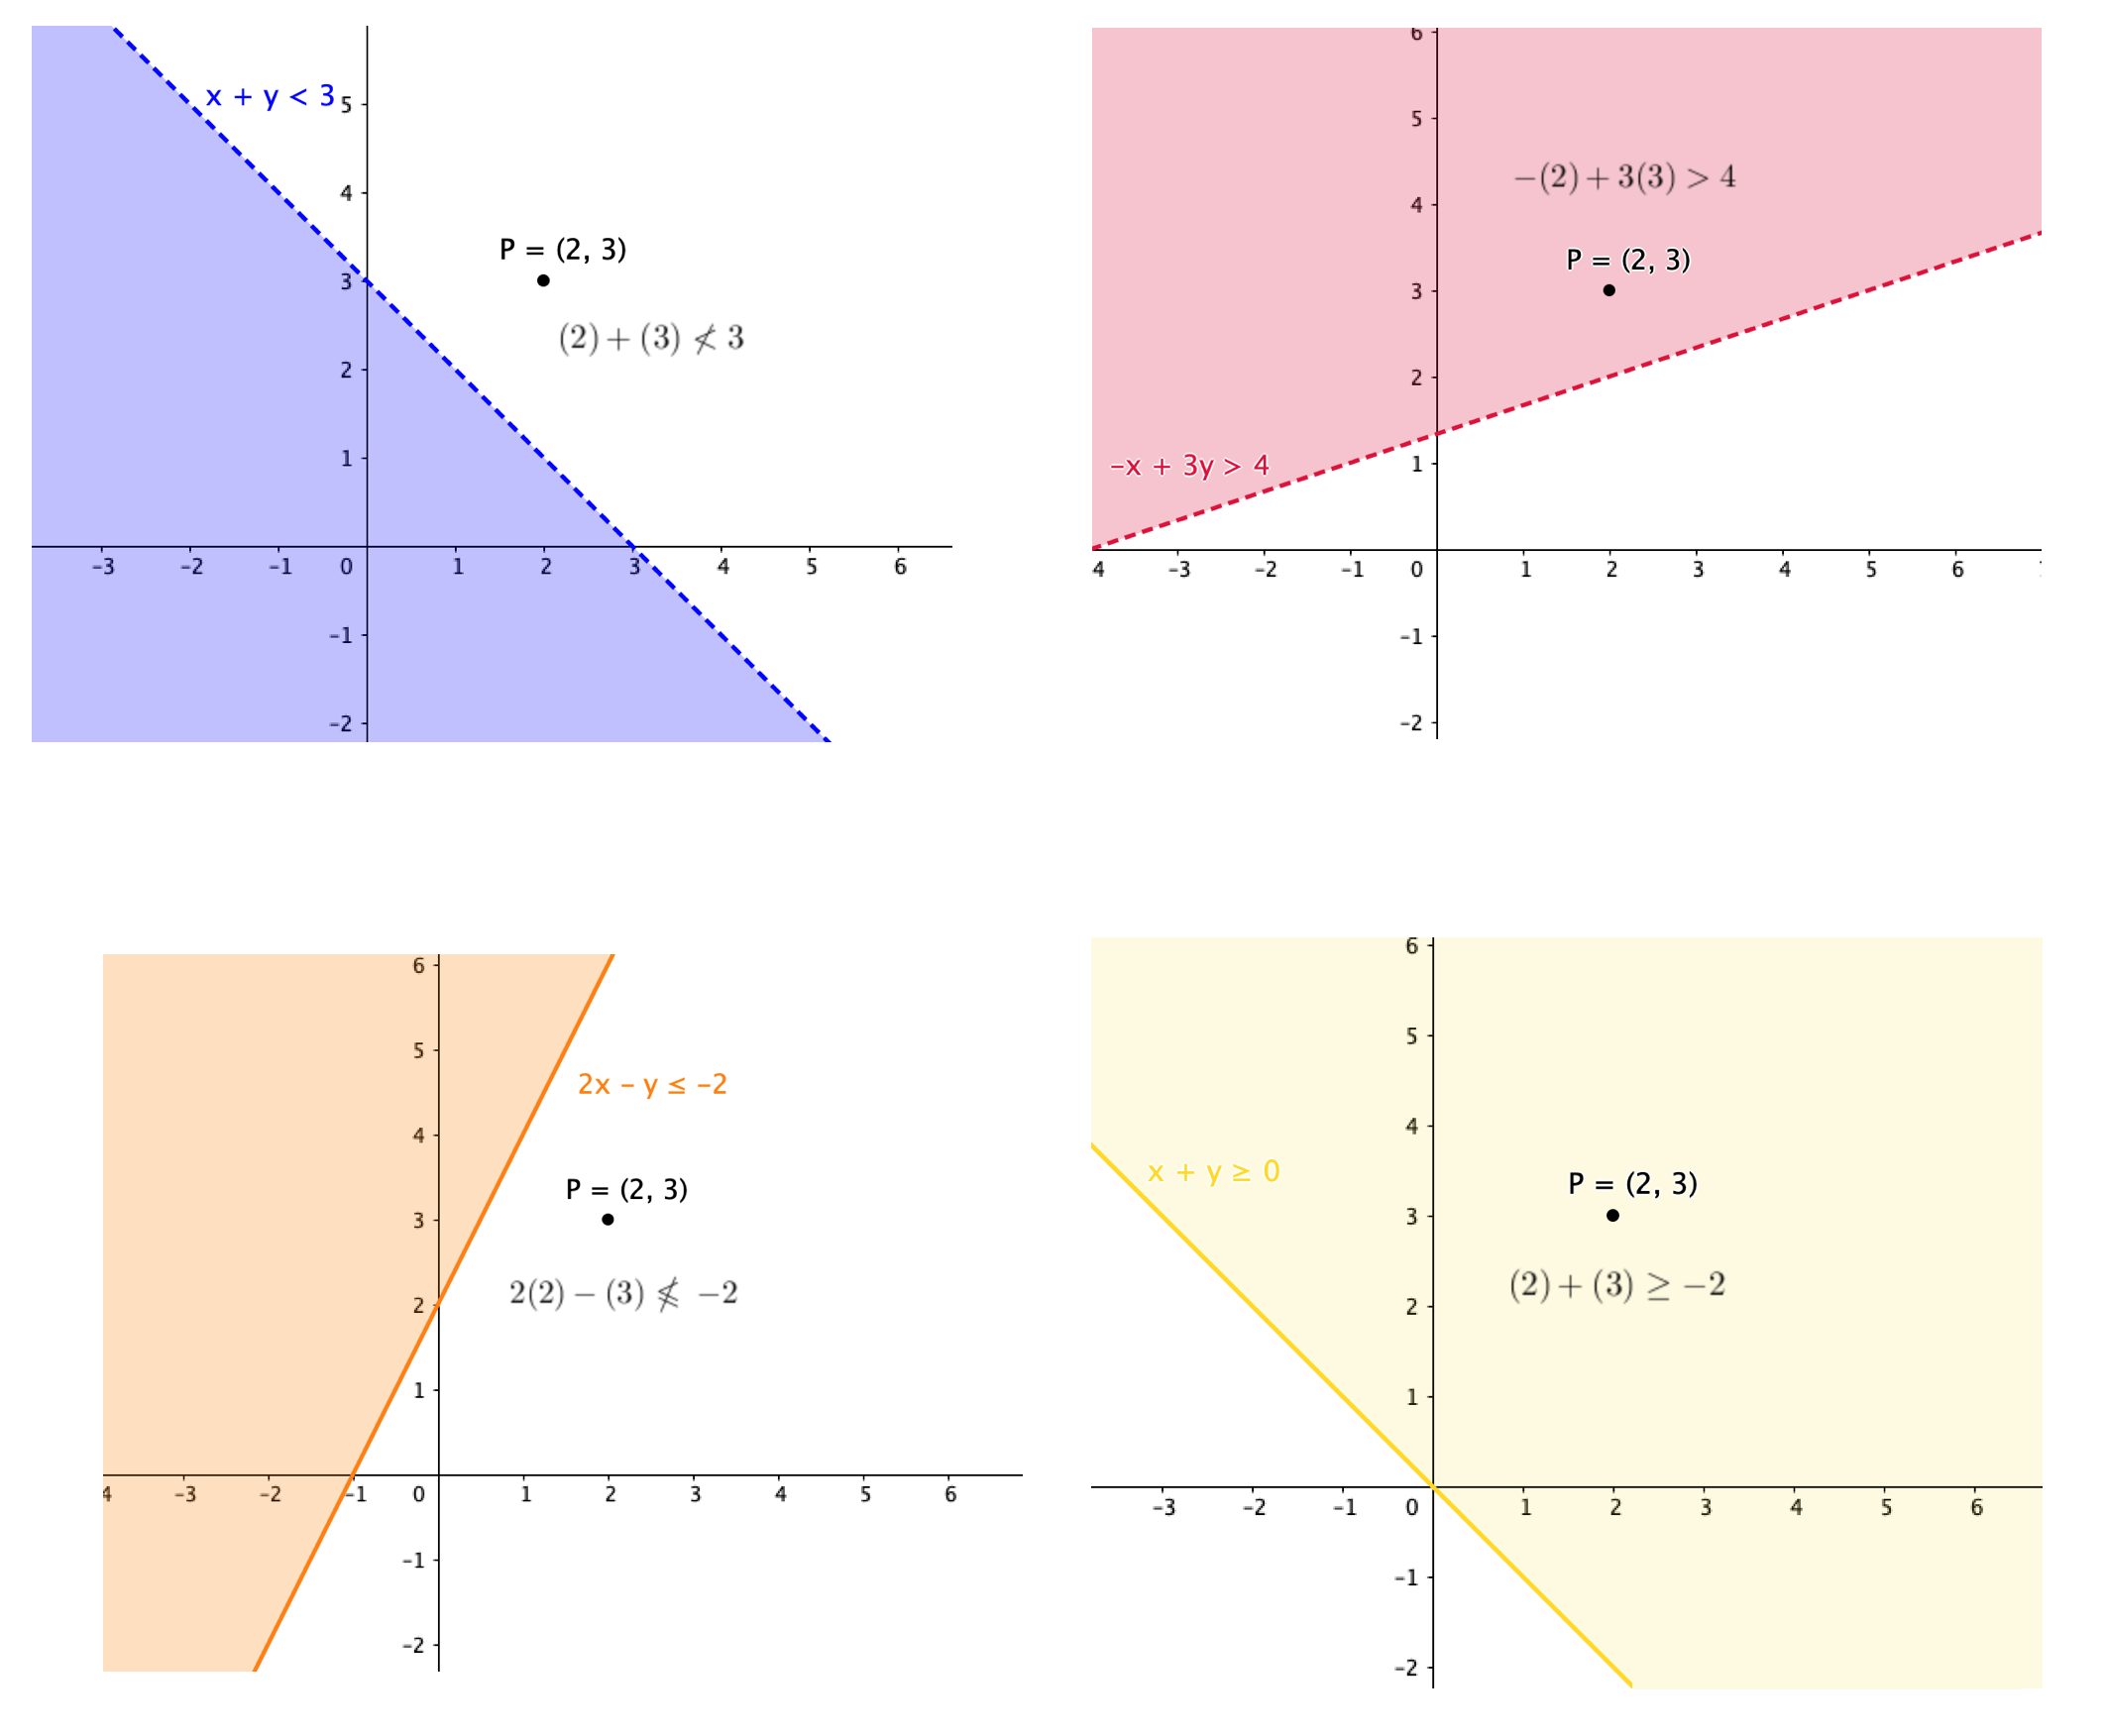 x + y < 3
5
4
P = (2, 3)
3
(2) + (3) ≮ 3
2
1
-3 -2 -1 0 1 2 3 4 5 6
-1
-2
6
5
-(2) + 3(3) > 4
4
P = (2, 3)
3
2
-x + 3y > 4
1
4 -3 -2 -1 0 1 2 3 4 5 6
-1
-2
6
5
2x - y ≤ -2
4
P = (2, 3)
3
2(2) - (3) ≰ -2
2
1
4 -3 -2 -1 0 1 2 3 4 5 6
-1
-2
6
5
4
x + y ≥ 0
P = (2, 3)
3
(2) + (3) ≥ -2
2
1
-3 -2 -1 0 1 2 3 4 5 6
-1
-2